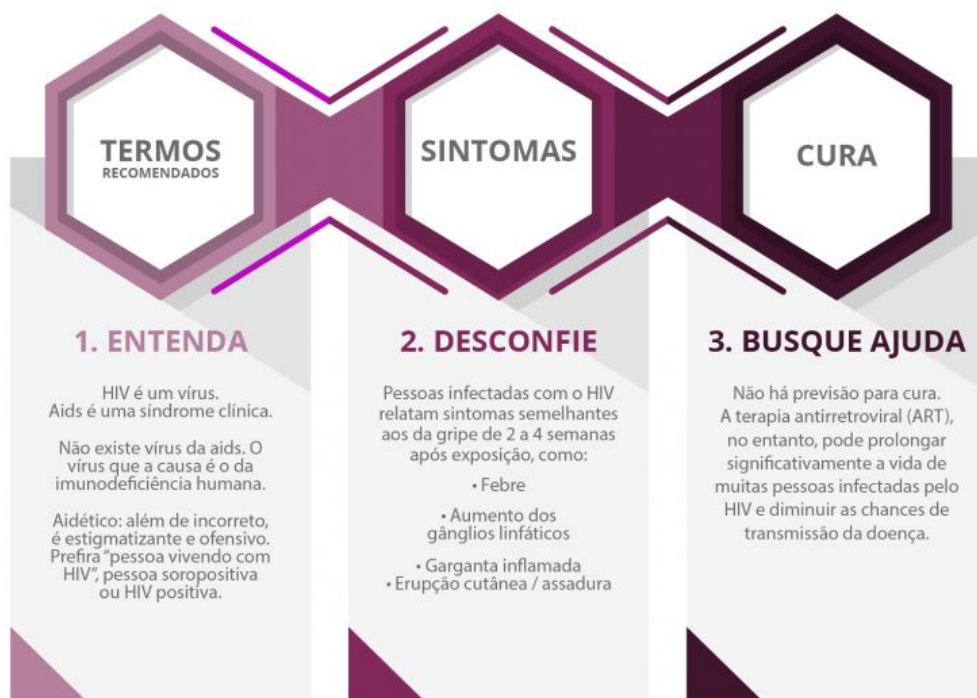 TERMOS
RECOMENDADOS
SINTOMAS
CURA
1. ENTENDA
HIV é um vírus.
Aids é uma síndrome clínica.
Não existe vírus da aids. O
vírus que a causa é o da
imunodeficiência humana.
Aidético: além de incorreto,
é estigmatizante e ofensivo.
Prefira "pessoa vivendo com
HIV", pessoa soropositiva
ou HIV positiva.
2. DESCONFIE
Pessoas infectadas com o HIV
relatam sintomas semelhantes
aos da gripe de 2 a 4 semanas
após exposição, como:
• Febre
• Aumento dos
gânglios linfáticos
• Garganta inflamada
• Erupção cutânea / assadura
3. BUSQUE AJUDA
Não há previsão para cura.
A terapia antirretroviral (ART),
no entanto, pode prolongar
significativamente a vida de
muitas pessoas infectadas pelo
HIV e diminuir as chances de
transmissão da doença.